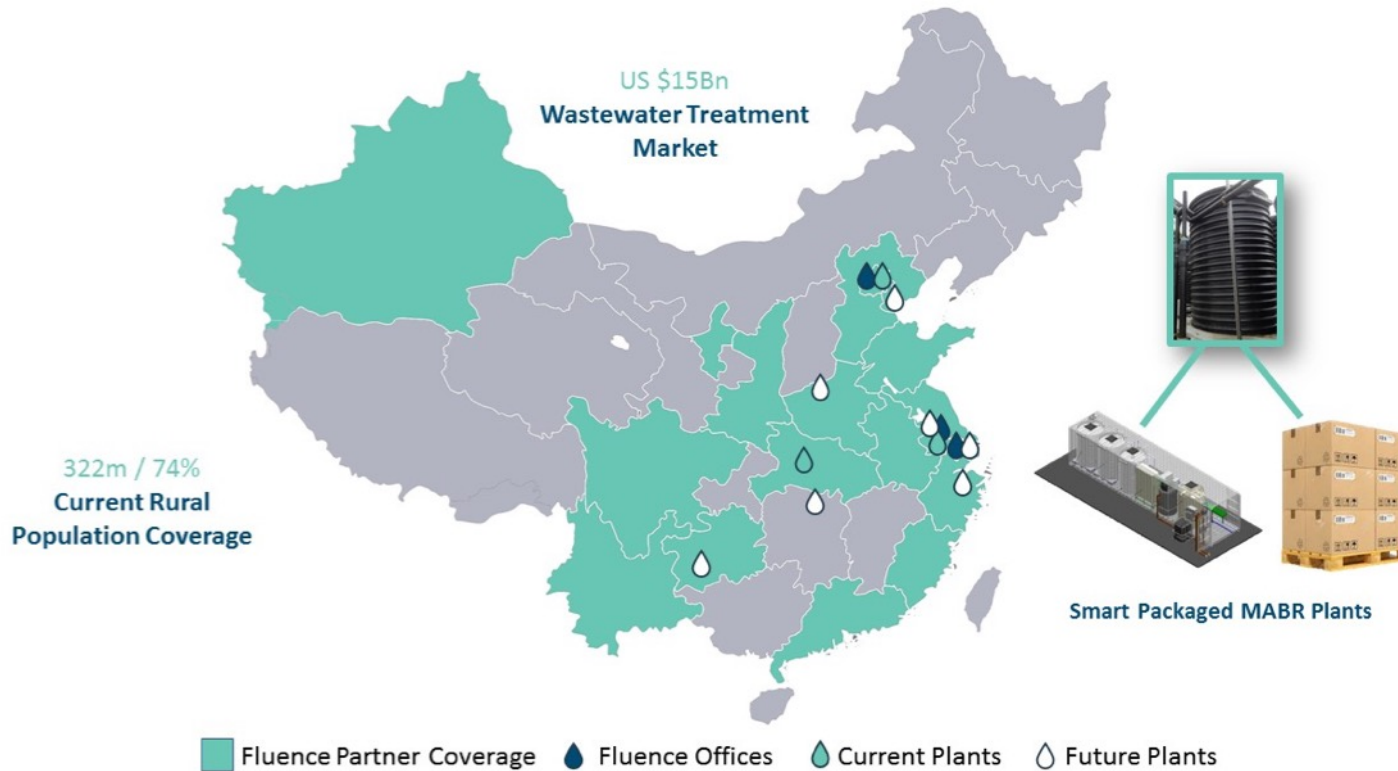 US $15Bn
Wastewater Treatment
Market
322m / 74%
Current Rural
Population Coverage
Smart Packaged MABR Plants
Fluence Partner Coverage
Fluence Offices
Current Plants
Future Plants